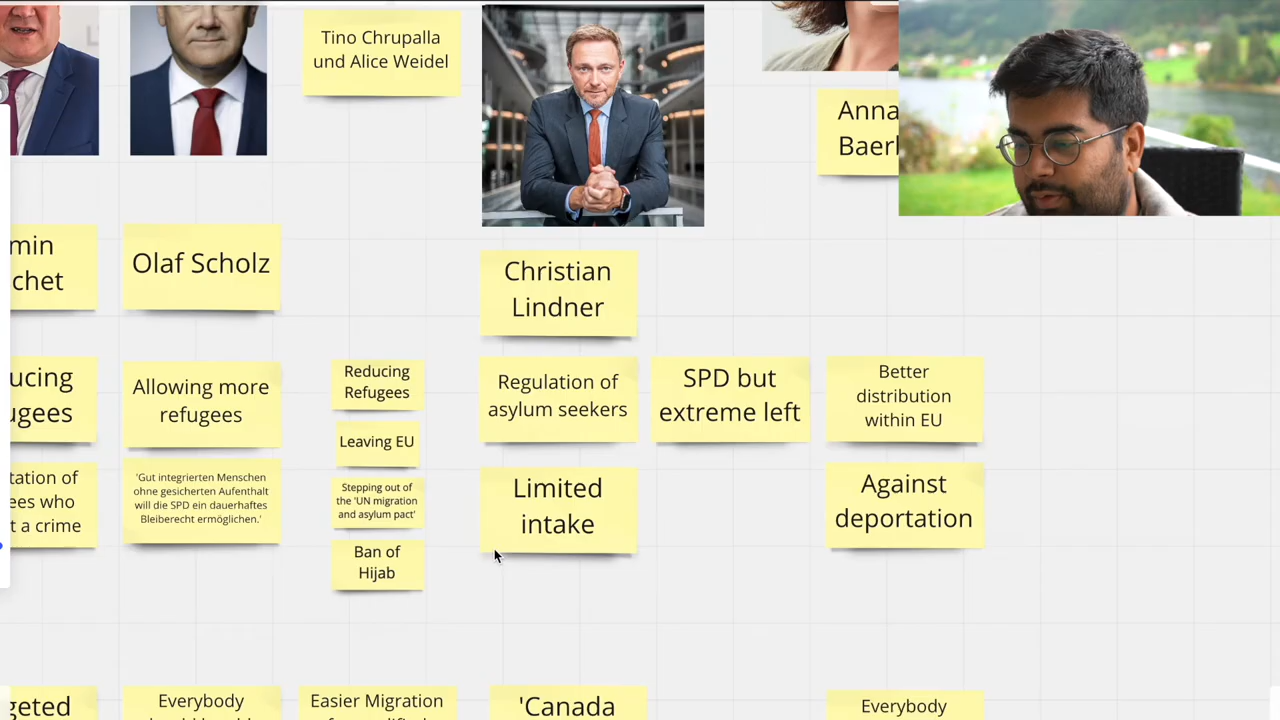 Tino Chrupalla
und Alice Weidel
Anna
Baerl
min
chet
Olaf Scholz
Christian
Lindner
ucing
ugees
Allowing more
refugees
Reducing
Refugees
Leaving EU
Stepping out of
the 'UN migration
and asylum pact'
Ban of
Hijab
Regulation of
asylum seekers
SPD but
extreme left
Better
distribution
within EU
tation of
ees who
t a crime
'Gut integrierten Menschen
ohne gesicherten Aufenthalt
will die SPD ein dauerhaftes
Bleiberecht ermöglichen.'
Limited
intake
Against
deportation
geted
Everybody
Easier Migration
'Canada
Everybody